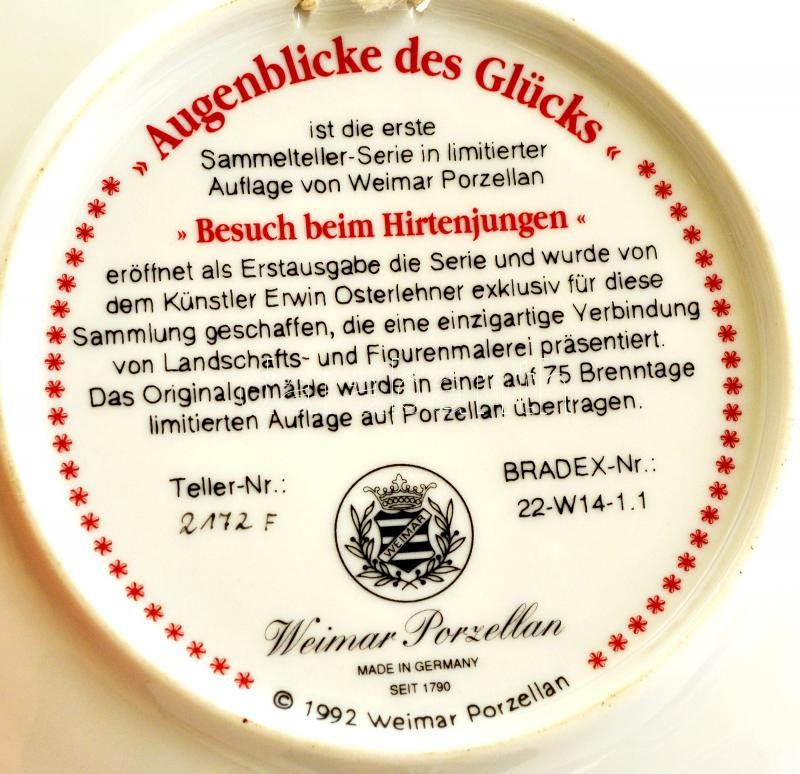 » Augenblicke des Glücks «
ist die erste
Sammelteller-Serie in limitierter
Auflage von Weimar Porzellan
» Besuch beim Hirtenjungen «
eröffnet als Erstausgabe die Serie und wurde von
dem Künstler Erwin Osterlehner exklusiv für diese
Sammlung geschaffen, die eine einzigartige Verbindung
von Landschafts- und Figurenmalerei präsentiert.
Das Originalgemälde wurde in einer auf 75 Brenntage
limitierten Auflage auf Porzellan übertragen.
Teller-Nr.:
2172 F
BRADEX-Nr.:
22-W14-1.1
WEIMAR
Weimar Porzellan
MADE IN GERMANY
SEIT 1790
© 1992 Weimar Porzellan